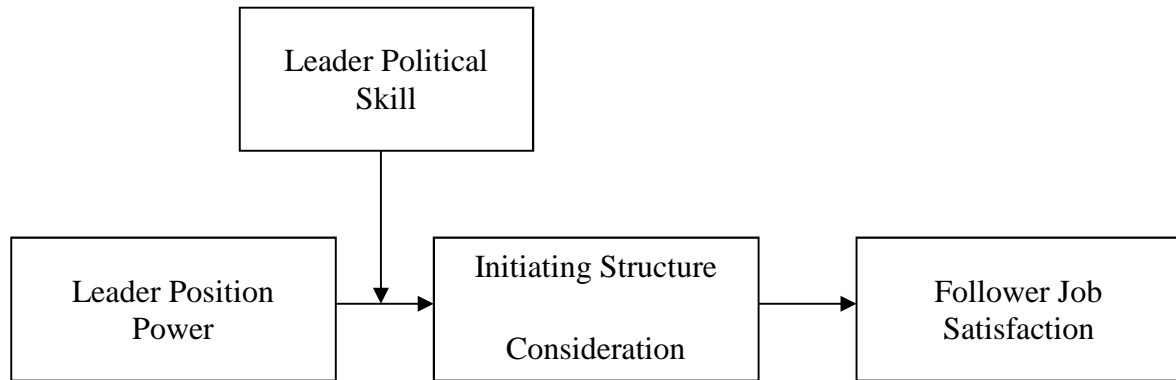 Leader Political
Skill
Leader Position
Power
Initiating Structure
Consideration
Follower Job
Satisfaction